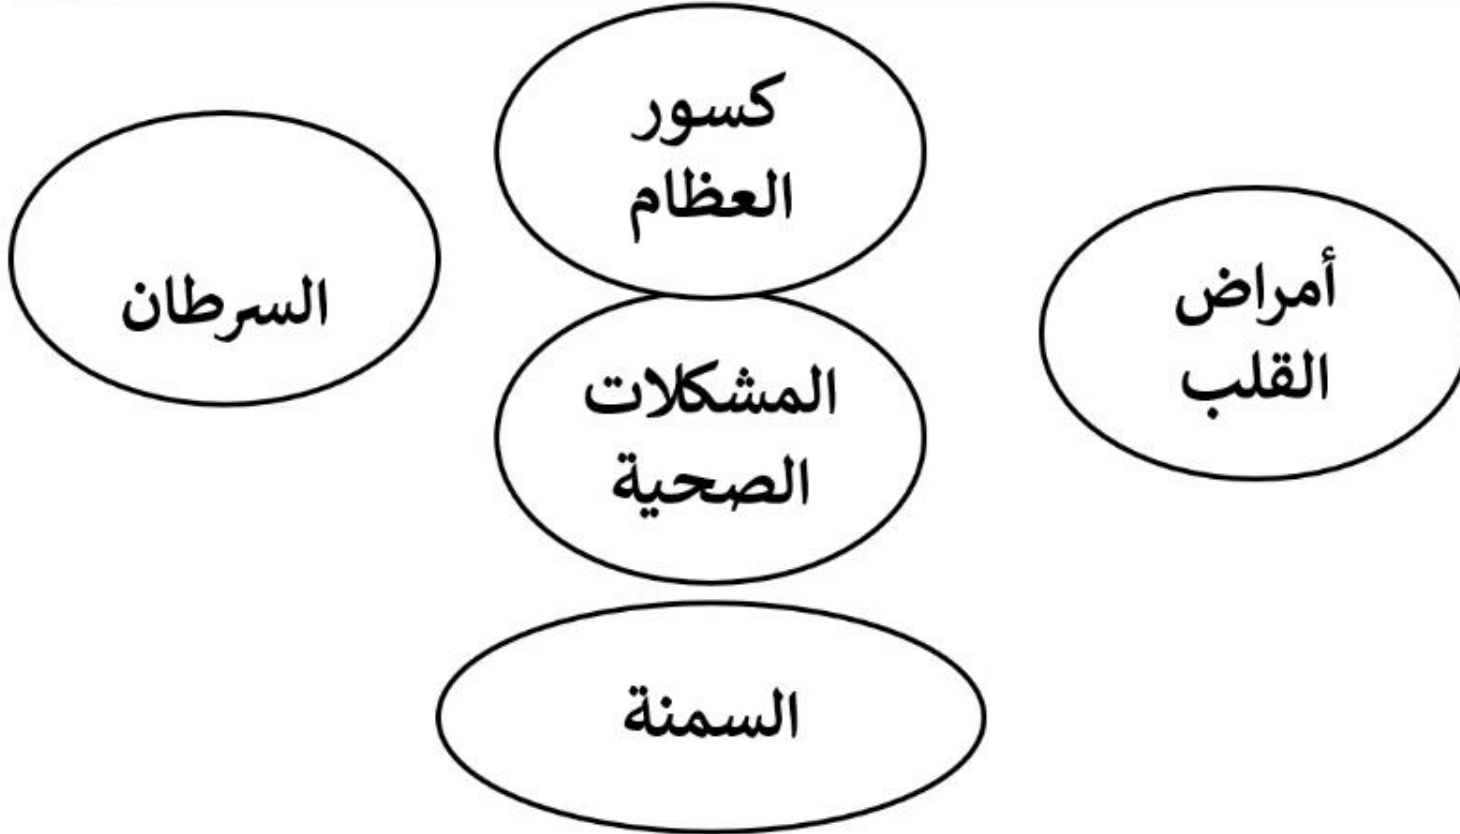 كسور
العظام
السرطان
أمراض
القلب
المشكلات
الصحية
السمنة